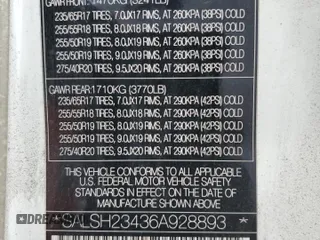 GAWR FRONT: 1470KG (3241LB)
235/65R17 TIRES, 7.0JX17 RIMS, AT 260KPA (38PSI) COLD
255/55R18 TIRES, 8.0JX18 RIMS, AT 260KPA (38PSI) COLD
255/50R19 TIRES, 8.0JX19 RIMS, AT 260KPA (38PSI) COLD
255/50R19 TIRES, 9.0JX19 RIMS, AT 260KPA (38PSI) COLD
275/40R20 TIRES, 9.5JX20 RIMS, AT 260KPA (38PSI) COLD
GAWR REAR:1710KG (3770LB)
235/65R17 TIRES, 7.0JX17 RIMS, AT 290KPA (42PSI) COLD
255/55R18 TIRES, 8.0JX18 RIMS, AT 290KPA (42PSI) COLD
255/50R19 TIRES, 8.0JX19 RIMS, AT 290KPA (42PSI) COLD
255/50R19 TIRES, 9.0JX19 RIMS, AT 290KPA (42PSI) COLD
275/40R20 TIRES, 9.5JX20 RIMS, AT 290KPA (42PSI) COLD
THIS VEHICLE CONFORMS TO ALL APPLICABLE
U.S. FEDERAL MOTOR VEHICLE SAFETY
STANDARDS IN EFFECT ON THE DATE OF
MANUFACTURE SHOWN ABOVE.
*SALSH23436A928893 *